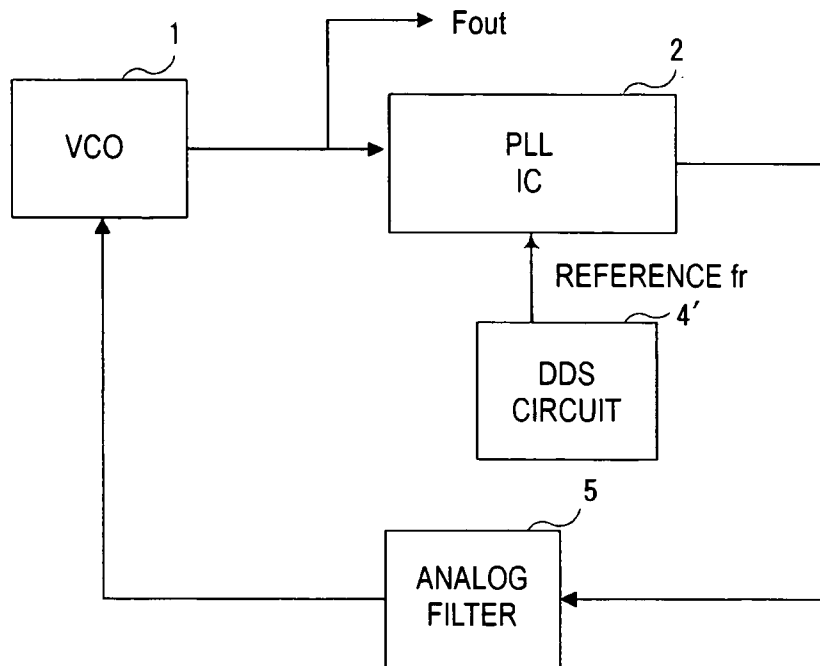 1
Fout
2
VCO
PLL
IC
REFERENCE fr
4′
DDS
CIRCUIT
5
ANALOG
FILTER